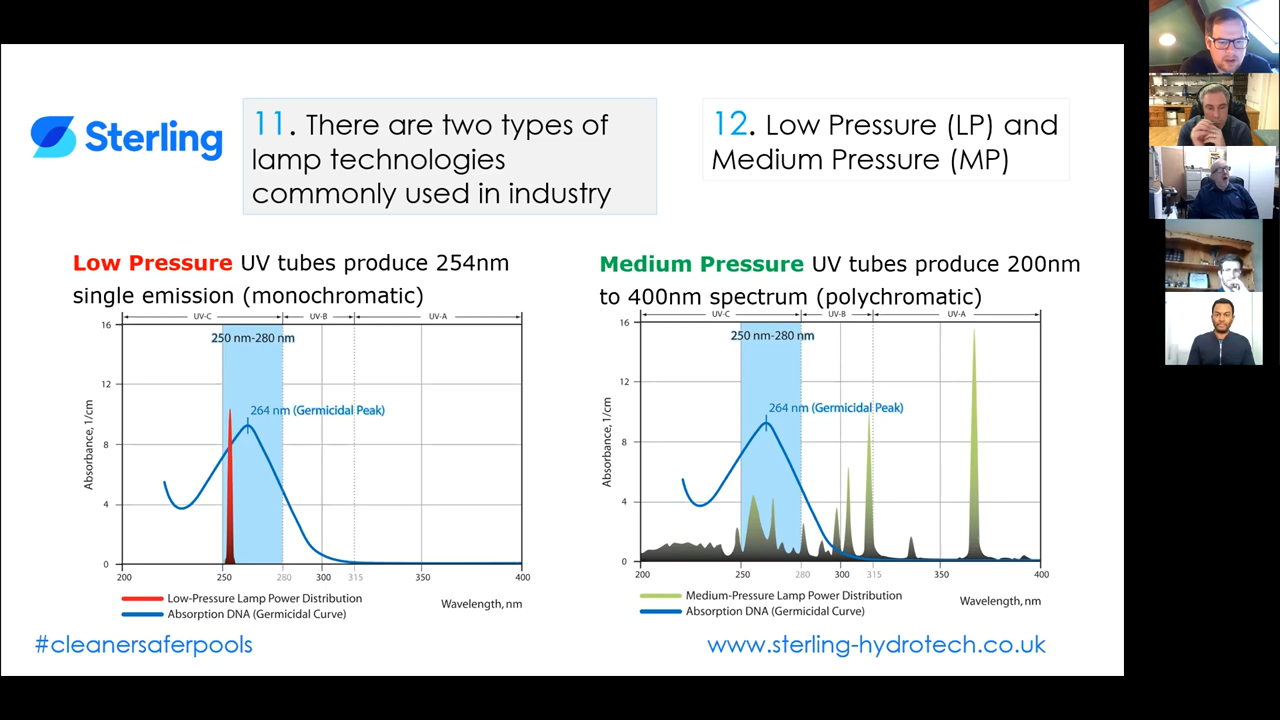 Sterling
11. There are two types of
lamp technologies
commonly used in industry
12. Low Pressure (LP) and
Medium Pressure (MP)
Low Pressure UV tubes produce 254nm
single emission (monochromatic)
UV-C UV-B UV-A
16
250 nm-280 nm
12
264 nm (Germicidal Peak)
8
Absorbance, 1/cm
4
0
200 250 280 300 315 350 400
Low-Pressure Lamp Power Distribution
Absorption DNA (Germicidal Curve)
Wavelength, nm
Medium Pressure UV tubes produce 200nm
to 400nm spectrum (polychromatic)
UV-C UV-B UV-A
16
250 nm-280 nm
12
264 nm (Germicidal Peak)
8
Absorbance, 1/cm
4
0
200 250 280 300 315 350 400
Medium-Pressure Lamp Power Distribution
Absorption DNA (Germicidal Curve)
Wavelength, nm
#cleanersaferpools
www.sterling-hydrotech.co.uk